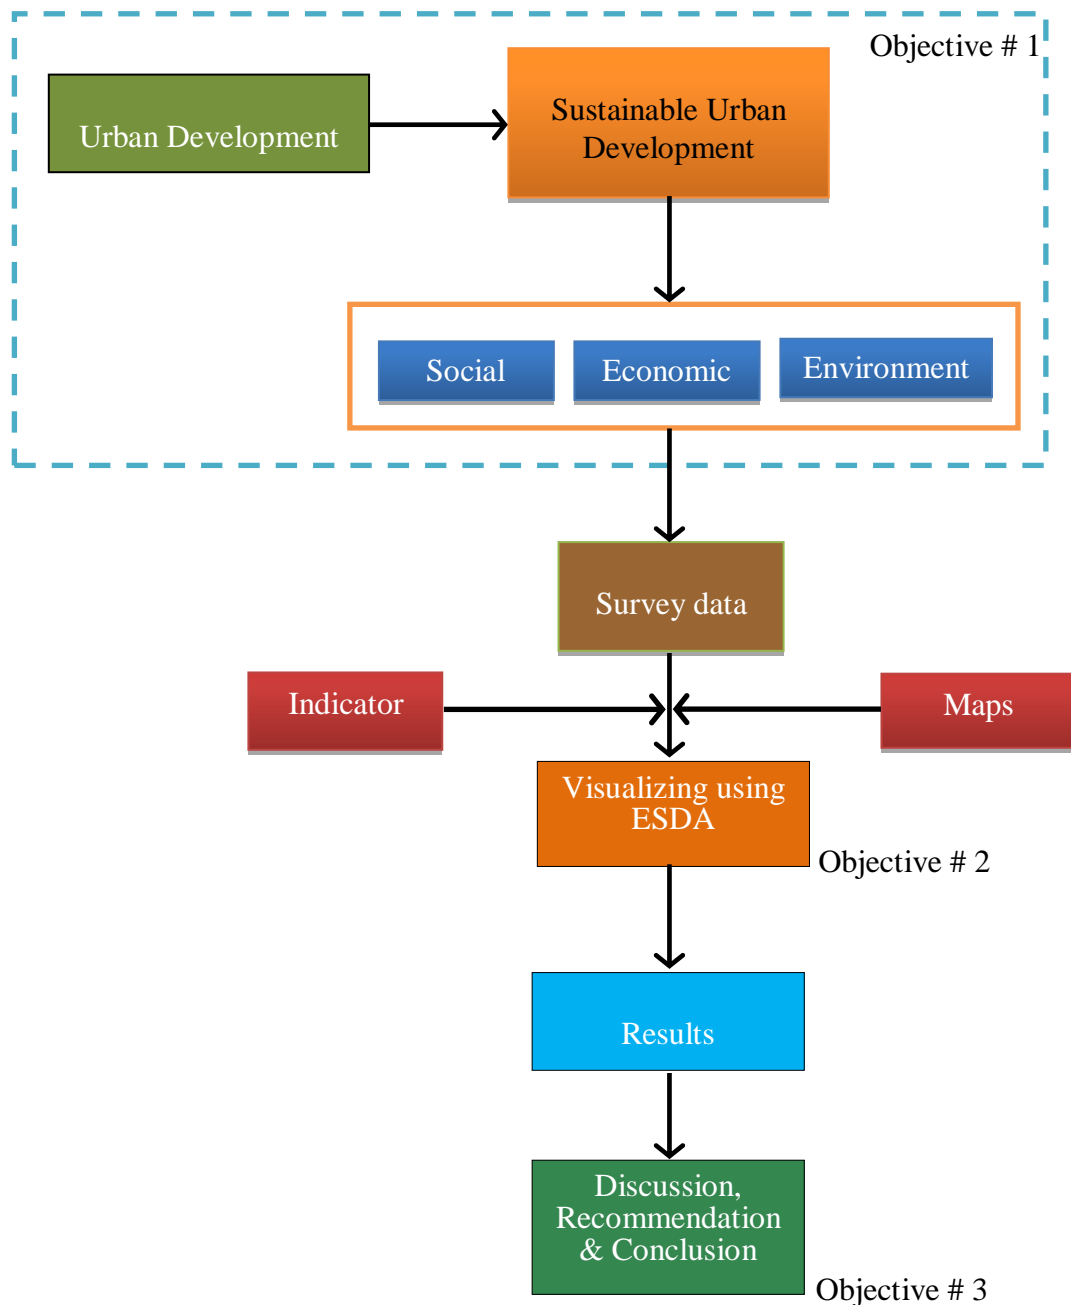 Objective # 1
Urban Development
Sustainable Urban
Development
Social
Economic
Environment
Survey data
Indicator
Maps
Visualizing using
ESDA
Objective # 2
Results
Discussion,
Recommendation
& Conclusion
Objective # 3